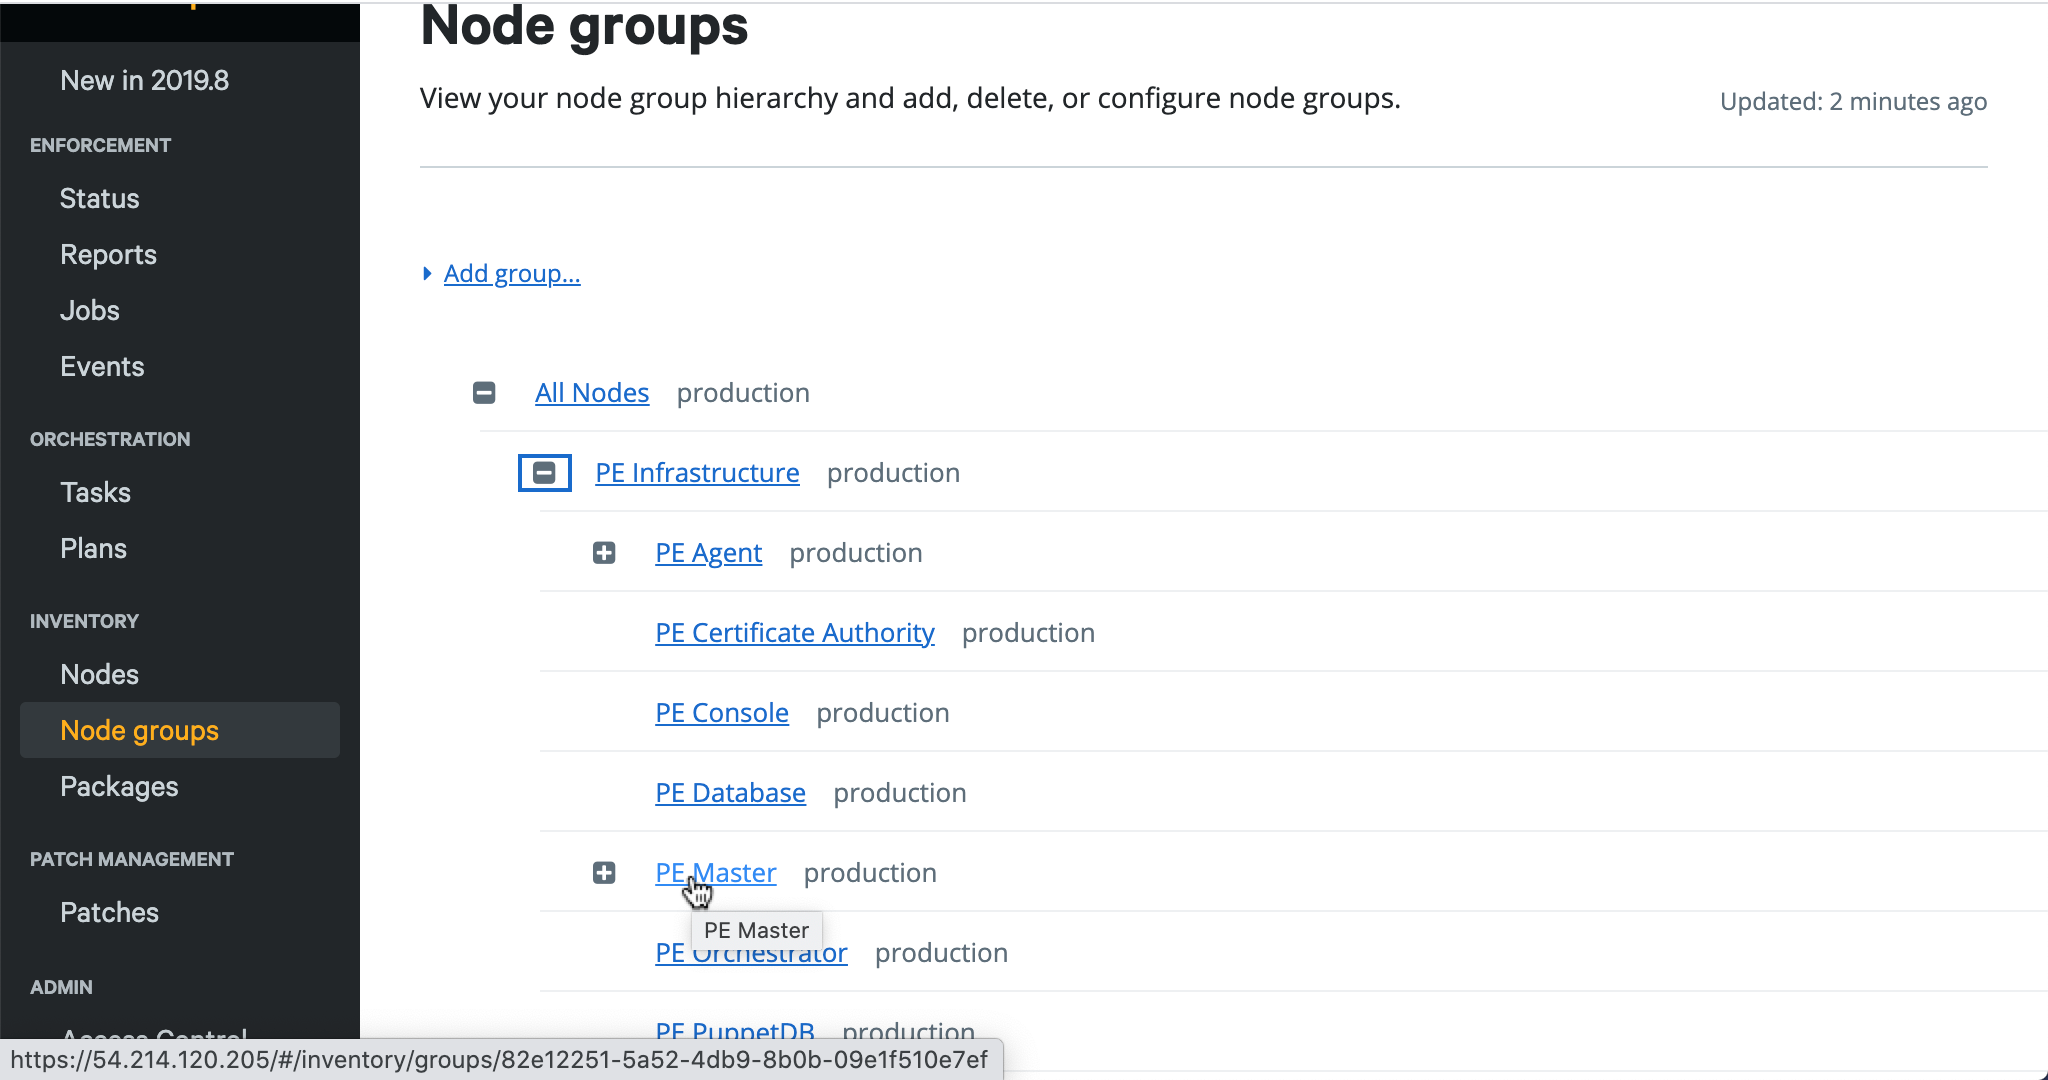 New in 2019.8
ENFORCEMENT
Status
Reports
Jobs
Events
ORCHESTRATION
Tasks
Plans
INVENTORY
Nodes
Node groups
Packages
PATCH MANAGEMENT
Patches
ADMIN
Access Control
Node groups
View your node group hierarchy and add, delete, or configure node groups.
Updated: 2 minutes ago
Add group...
All Nodes production
PE Infrastructure production
PE Agent production
PE Certificate Authority production
PE Console production
PE Database production
PE Master production
PE Master
PE Orchestrator production
PE PuppetDB production
https://54.214.120.205/#/inventory/groups/82e12251-5a52-4db9-8b0b-09e1f510e7ef